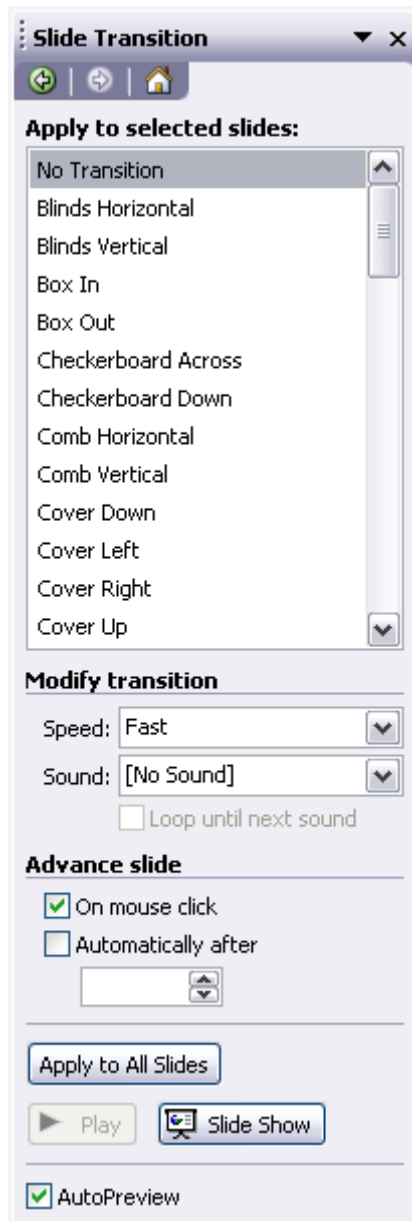 Slide Transition
Apply to selected slides:
No Transition
Blinds Horizontal
Blinds Vertical
Box In
Box Out
Checkerboard Across
Checkerboard Down
Comb Horizontal
Comb Vertical
Cover Down
Cover Left
Cover Right
Cover Up
Modify transition
Speed: Fast
Sound: [No Sound]
Loop until next sound
Advance slide
On mouse click
Automatically after
Apply to All Slides
Play Slide Show
AutoPreview